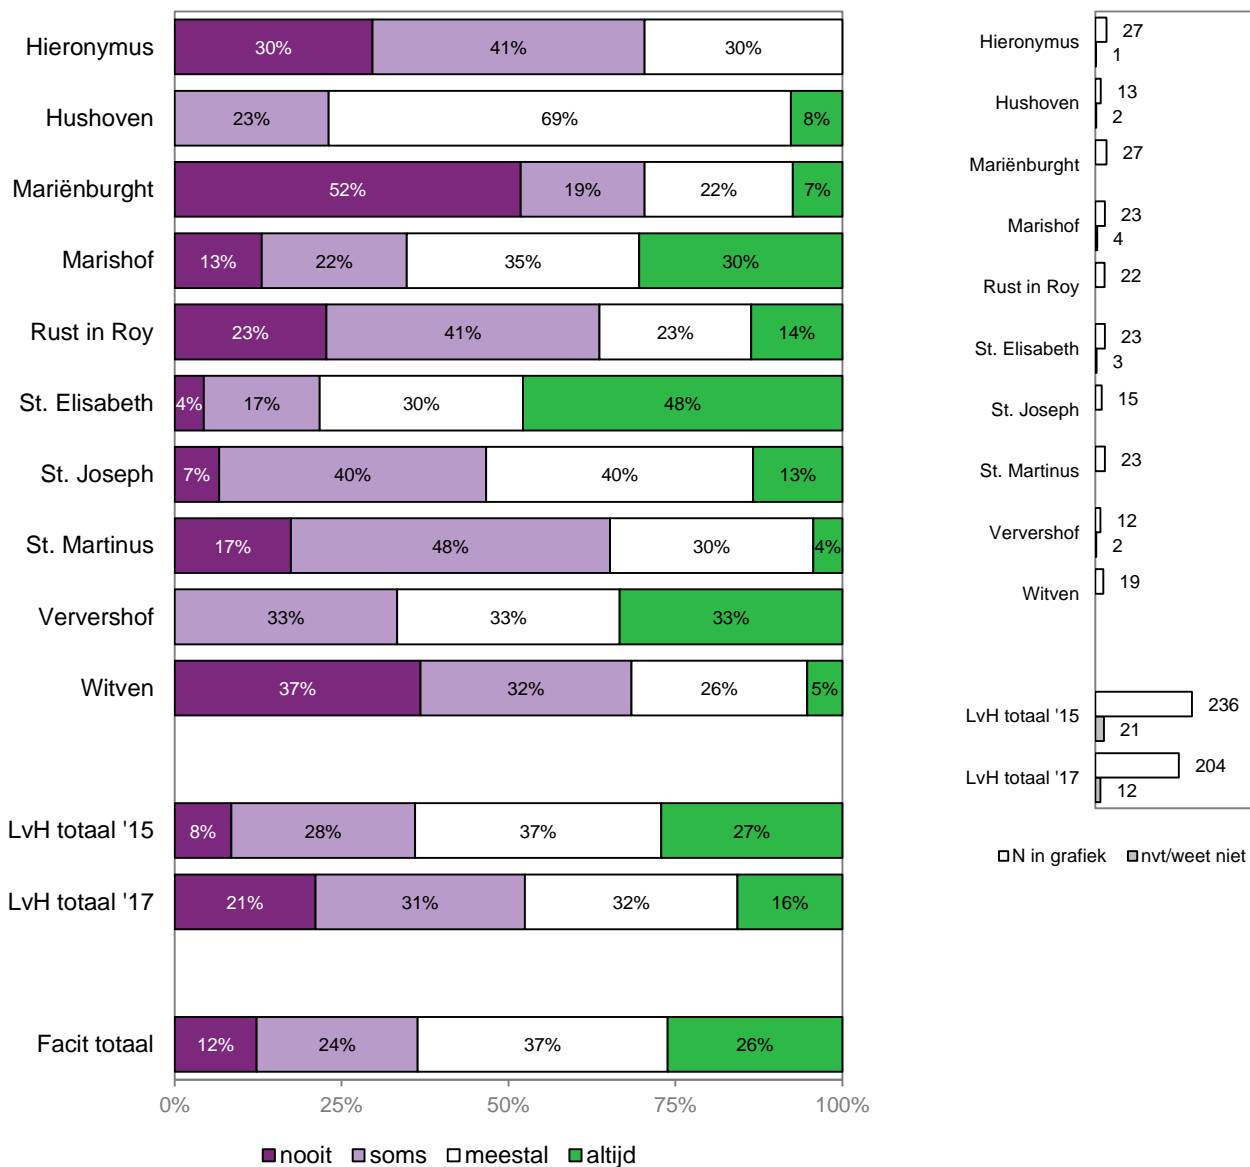 Hieronymus 30% 41% 30%
Hushoven 23% 69% 8%
Mariënburght 52% 19% 22% 7%
Marishof 13% 22% 35% 30%
Rust in Roy 23% 41% 23% 14%
St. Elisabeth 4% 17% 30% 48%
St. Joseph 7% 40% 40% 13%
St. Martinus 17% 48% 30% 4%
Ververshof 33% 33% 33%
Witven 37% 32% 26% 5%
LvH totaal '15 8% 28% 37% 27%
LvH totaal '17 21% 31% 32% 16%
Facit totaal 12% 24% 37% 26%
0% 25% 50% 75% 100%
nooit soms meestal altijd
Hieronymus 27
1
Hushoven 13
2
Mariënburght 27
Marishof 23
4
Rust in Roy 22
St. Elisabeth 23
3
St. Joseph 15
St. Martinus 23
Ververshof 12
2
Witven 19
LvH totaal '15 236
21
LvH totaal '17 204
12
N in grafiek nvt/weet niet